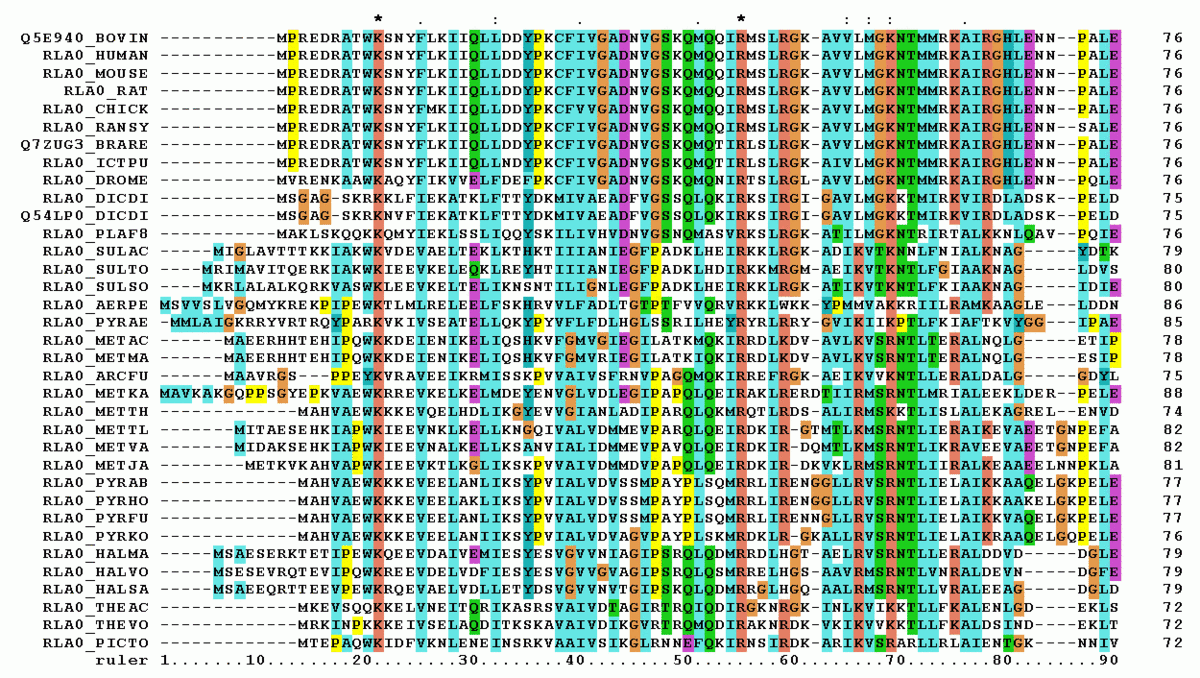 * . : . . * . : : : .
Q5E940_BOVIN -----------MPREDRATWKSNYFLKIIQLLDDYPKCFIVGADNVGSKQMQQIRMSLRGK-AVVLMGKNTMMRKAIRGHLENN--PALE 76
RLA0_HUMAN -----------MPREDRATWKSNYFLKIIQLLDDYPKCFIVGADNVGSKQMQQIRMSLRGK-AVVLMGKNTMMRKAIRGHLENN--PALE 76
RLA0_MOUSE -----------MPREDRATWKSNYFLKIIQLLDDYPKCFIVGADNVGSKQMQQIRMSLRGK-AVVLMGKNTMMRKAIRGHLENN--PALE 76
RLA0_RAT -----------MPREDRATWKSNYFLKIIQLLDDYPKCFIVGADNVGSKQMQQIRMSLRGK-AVVLMGKNTMMRKAIRGHLENN--PALE 76
RLA0_CHICK -----------MPREDRATWKSNYFMKIIQLLDDYPKCFVVGADNVGSKQMQQIRMSLRGK-AVVLMGKNTMMRKAIRGHLENN--PALE 76
RLA0_RANSY -----------MPREDRATWKSNYFLKIIQLLDDYPKCFIVGADNVGSKQMQQIRMSLRGK-AVVLMGKNTMMRKAIRGHLENN--SALE 76
Q7ZUG3_BRARE -----------MPREDRATWKSNYFLKIIQLLDDYPKCFIVGADNVGSKQMQTIRLSLRGK-AVVLMGKNTMMRKAIRGHLENN--PALE 76
RLA0_ICTPU -----------MPREDRATWKSNYFLKIIQLLNDYPKCFIVGADNVGSKQMQTIRLSLRGK-AIVLMGKNTMMRKAIRGHLENN--PALE 76
RLA0_DROME -----------MVRENKAAWKAQYFIKVVELFDEFPKCFIVGADNVGSKQMQNIRTSLRGL-AVVLMGKNTMMRKAIRGHLENN--PQLE 76
RLA0_DICDI -----------MSGAG-SKRKKLFIEKATKLFTTYDKMIVAEADFVGSSQLQKIRKSIRGI-GAVLMGKKTMIRKVIRDLADSK--PELD 75
Q54LP0_DICDI -----------MSGAG-SKRKNVFIEKATKLFTTYDKMIVAEADFVGSSQLQKIRKSIRGI-GAVLMGKKTMIRKVIRDLADSK--PELD 75
RLA0_PLAF8 -----------MAKLSKQQKKQMYIEKLSSLIQQYSKILIVHVDNVGSNQMASVRKSLRGK-ATILMGKNTRIRTALKKNLQAV--PQIE 76
RLA0_SULAC -----MIGLAVTTTKKIAKWKVDEVAELTEKLKTHKTIIIANIEGFPADKLHEIRKKLRGK-ADIKVTKNNLFNIALKNAG-----YDTK 79
RLA0_SULTO ----MRIMAVITQERKIAKWKIEEVKELEQKLREYHTIIIANIEGFPADKLHDIRKKMRGM-AEIKVTKNTLFGIAAKNAG-----LDVS 80
RLA0_SULSO ----MKRLALALKQRKVASWKLEEVKELTELIKNSNTILIGNLEGFPADKLHEIRKKLRGK-ATIKVTKNTLFKIAAKNAG-----IDIE 80
RLA0_AERPE MSVVSLVGQMYKREKPIPEWKTLMLRELEELFSKHRVVLFADLTGTPTFVVQRVRKKLWKK-YPMMVAKKRIILRAMKAAGLE---LDDN 86
RLA0_PYRAE -MMLAIGKRRYVRTRQYPARKVKIVSEATELLQKYPYVFLFDLHGLSSRILHEYRYRLRRY-GVIKIIKPTLFKIAFTKVYGG---IPAE 85
RLA0_METAC ------MAEERHHTEHIPQWKKDEIENIKELIQSHKVFGMVGIEGILATKMQKIRRDLKDV-AVLKVSRNTLTERALNQLG-----ETIP 78
RLA0_METMA ------MAEERHHTEHIPQWKKDEIENIKELIQSHKVFGMVRIEGILATKIQKIRRDLKDV-AVLKVSRNTLTERALNQLG-----ESIP 78
RLA0_ARCFU ------MAAVRGS---PPEYKVRAVEEIKRMISSKPVVAIVSFRNVPAGQMQKIRREFRGK-AEIKVVKNTLLERALDALG-----GDYL 75
RLA0_METKA MAVKAKGQPPSGYEPKVAEWKRREVKELKELMDEYENVGLVDLEGIPAPQLQEIRAKLRERDTIIRMSRNTLMRIALEEKLDER--PELE 88
RLA0_METTH -------------MAHVAEWKKKEVQELHDLIKGYEVVGIANLADIPARQLQKMRQTLRDS-ALIRMSKKTLISLALEKAGREL--ENVD 74
RLA0_METTL -------MITAESEHKIAPWKIEEVNKLKELLKNGQIVALVDMMEVPARQLQEIRDKIR-GTMTLKMSRNTLIERAIKEVAEETGNPEFA 82
RLA0_METVA -------MIDAKSEHKIAPWKIEEVNALKELLKSANVIALIDMMEVPAVQLQEIRDKIR-DQMTLKMSRNTLIKRAVEEVAEETGNPEFA 82
RLA0_METJA --------METKVKAHVAPWKIEEVKTLKGLIKSKPVVAIVDMMDVPAPQLQEIRDKIR-DKVKLRMSRNTLIIRALKEAAEELNNPKLA 81
RLA0_PYRAB -------------MAHVAEWKKKEVEELANLIKSYPVIALVDVSSMPAYPLSQMRRLIRENGGLLRVSRNTLIELAIKKAAQELGKPELE 77
RLA0_PYRHO -------------MAHVAEWKKKEVEELAKLIKSYPVIALVDVSSMPAYPLSQMRRLIRENGGLLRVSRNTLIELAIKKAAKELGKPELE 77
RLA0_PYRFU -------------MAHVAEWKKKEVEELANLIKSYPVVALVDVSSMPAYPLSQMRRLIRENNGLLRVSRNTLIELAIKKVAQELGKPELE 77
RLA0_PYRKO -------------MAHVAEWKKKEVEELANIIKSYPVIALVDVAGVPAYPLSKMRDKLR-GKALLRVSRNTLIELAIKRAAQELGQPELE 76
RLA0_HALMA -----MSAESERKTETIPEWKQEEVDAIVEMIESYESVGVVNIAGIPSRQLQDMRRDLHGT-AELRVSRNTLLERALDDVD-----DGLE 79
RLA0_HALVO -----MSESEVRQTEVIPQWKREEVDELVDFIESYESVGVVGVAGIPSRQLQSMRRELHGS-AAVRMSRNTLVNRALDEVN-----DGFE 79
RLA0_HALSA -----MSAEEQRTTEEVPEWKRQEVAELVDLLETYDSVGVVNVTGIPSKQLQDMRRGLHGQ-AALRMSRNTLLVRALEEAG-----DGLD 79
RLA0_THEAC -------------MKEVSQQKKELVNEITQRIKASRSVAIVDTAGIRTRQIQDIRGKNRGK-INLKVIKKTLLFKALENLGD----EKLS 72
RLA0_THEVO -------------MRKINPKKKEIVSELAQDITKSKAVAIVDIKGVRTRQMQDIRAKNRDK-VKIKVVKKTLLFKALDSIND----EKLT 72
RLA0_PICTO -------------MTEPAQWKIDFVKNLENEINSRKVAAIVSIKGLRNNEFQKIRNSIRDK-ARIKVSRARLLRLAIENTGK----NNIV 72
ruler 1.......10........20........30........40........50........60........70........80........90